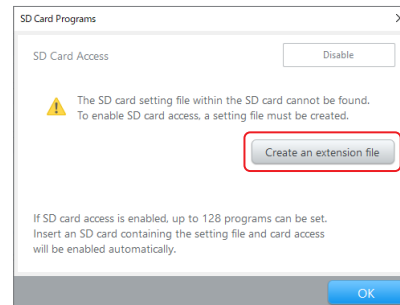 SD Card Programs
SD Card Access
Disable
The SD card setting file within the SD card cannot be found.
To enable SD card access, a setting file must be created.
Create an extension file
If SD card access is enabled, up to 128 programs can be set.
Insert an SD card containing the setting file and card access
will be enabled automatically.
OK